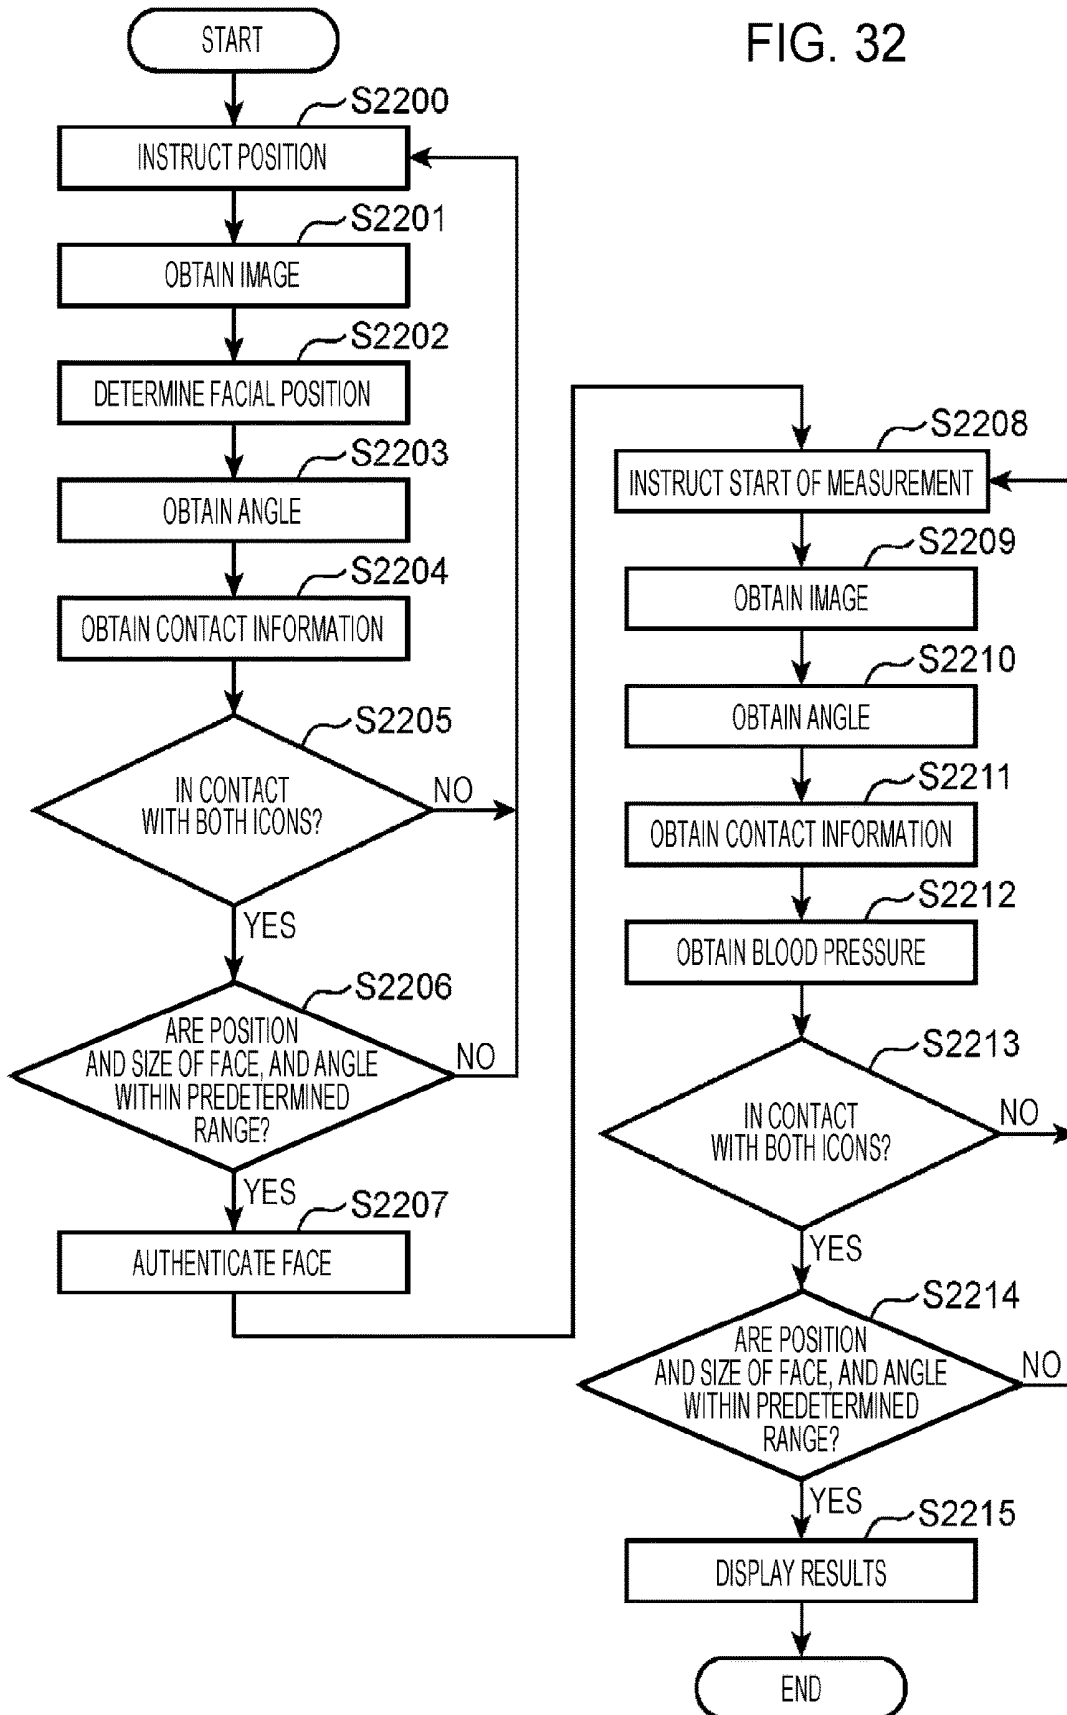 FIG. 32
START
S2200
INSTRUCT POSITION
S2201
OBTAIN IMAGE
S2202
DETERMINE FACIAL POSITION
S2203
OBTAIN ANGLE
S2204
OBTAIN CONTACT INFORMATION
S2205
IN CONTACT
WITH BOTH ICONS?
NO
YES
S2206
ARE POSITION
AND SIZE OF FACE, AND ANGLE
WITHIN PREDETERMINED
RANGE?
NO
YES
S2207
AUTHENTICATE FACE
S2208
INSTRUCT START OF MEASUREMENT
S2209
OBTAIN IMAGE
S2210
OBTAIN ANGLE
S2211
OBTAIN CONTACT INFORMATION
S2212
OBTAIN BLOOD PRESSURE
S2213
IN CONTACT
WITH BOTH ICONS?
NO
YES
S2214
ARE POSITION
AND SIZE OF FACE, AND ANGLE
WITHIN PREDETERMINED
RANGE?
NO
YES
S2215
DISPLAY RESULTS
END